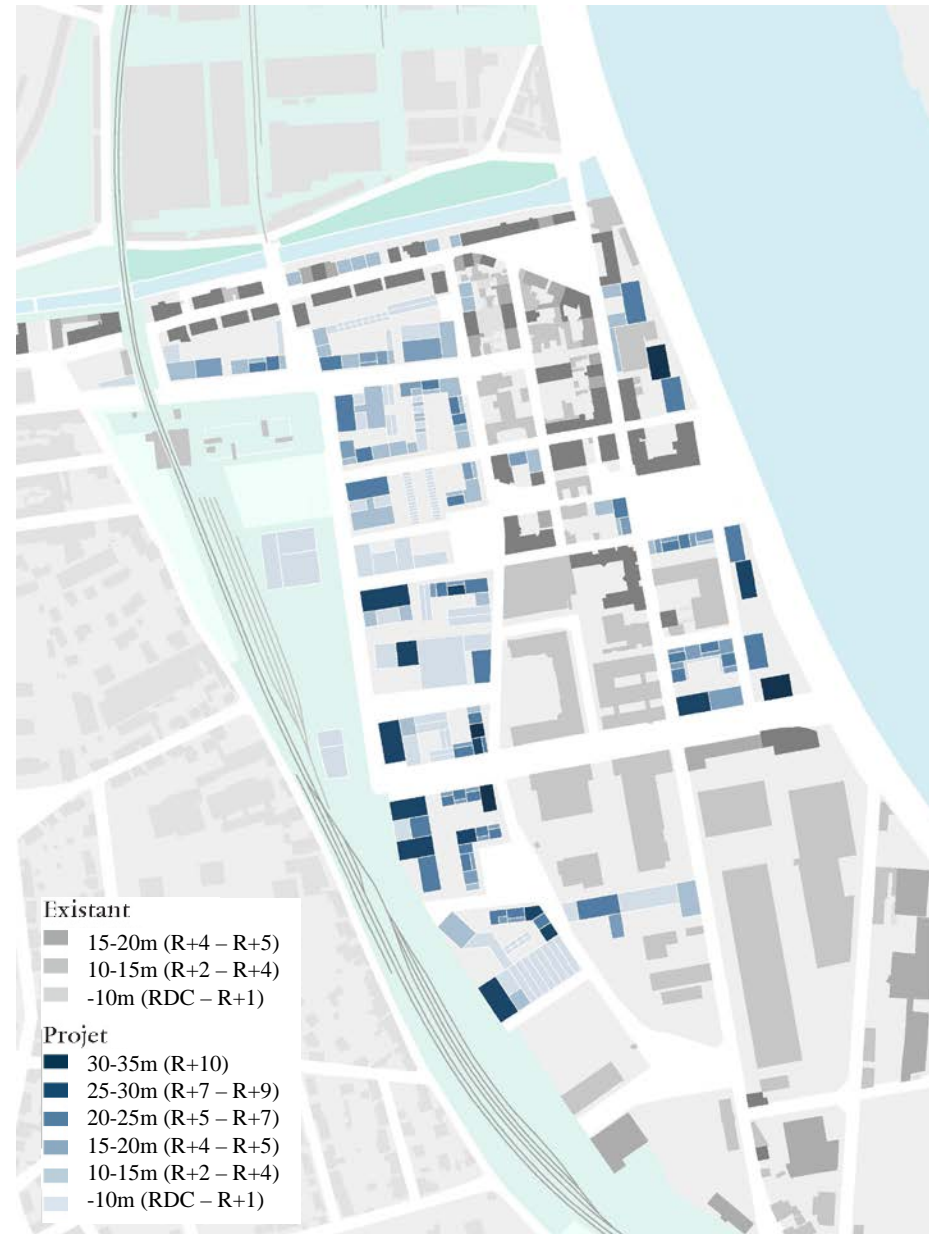 Existant
15-20m (R+4 – R+5)
10-15m (R+2 – R+4)
-10m (RDC – R+1)
Projet
30-35m (R+10)
25-30m (R+7 – R+9)
20-25m (R+5 – R+7)
15-20m (R+4 – R+5)
10-15m (R+2 – R+4)
-10m (RDC – R+1)